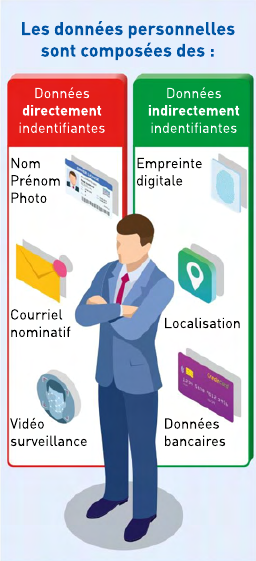 Les données personnelles
sont composées des :
Données
directement
indentifiantes
Nom
Prénom
Photo
Courriel
nominatif
Vidéo
surveillance
Données
indirectement
indentifiantes
Empreinte
digitale
Localisation
Données
bancaires